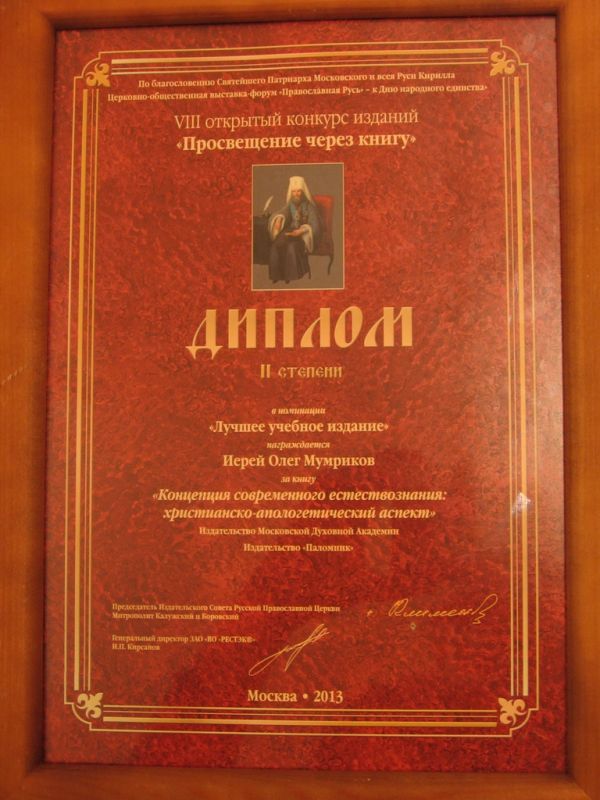 По благословению Святейшего Патриарха Московского и всея Руси Кирилла
Церковно-общественная выставка-форум «Православная Русь» – к Дню народного единства»
VIII открытый конкурс изданий
«Просвещение через книгу»
ДИПЛОМ
II степени
в номинации
«Лучшее учебное издание»
награждается
Иерей Олег Мумриков
за книгу
«Концепция современного естествознания:
христианско-апологетический аспект»
Издательство Московской Духовной Академии
Издательство «Паломник»
Председатель Издательского Совета Русской Православной Церкви
Митрополит Калужский и Боровский
Генеральный директор ЗАО «ВО «РЕСТЭК®»
И.П. Кирсанов
Москва • 2013